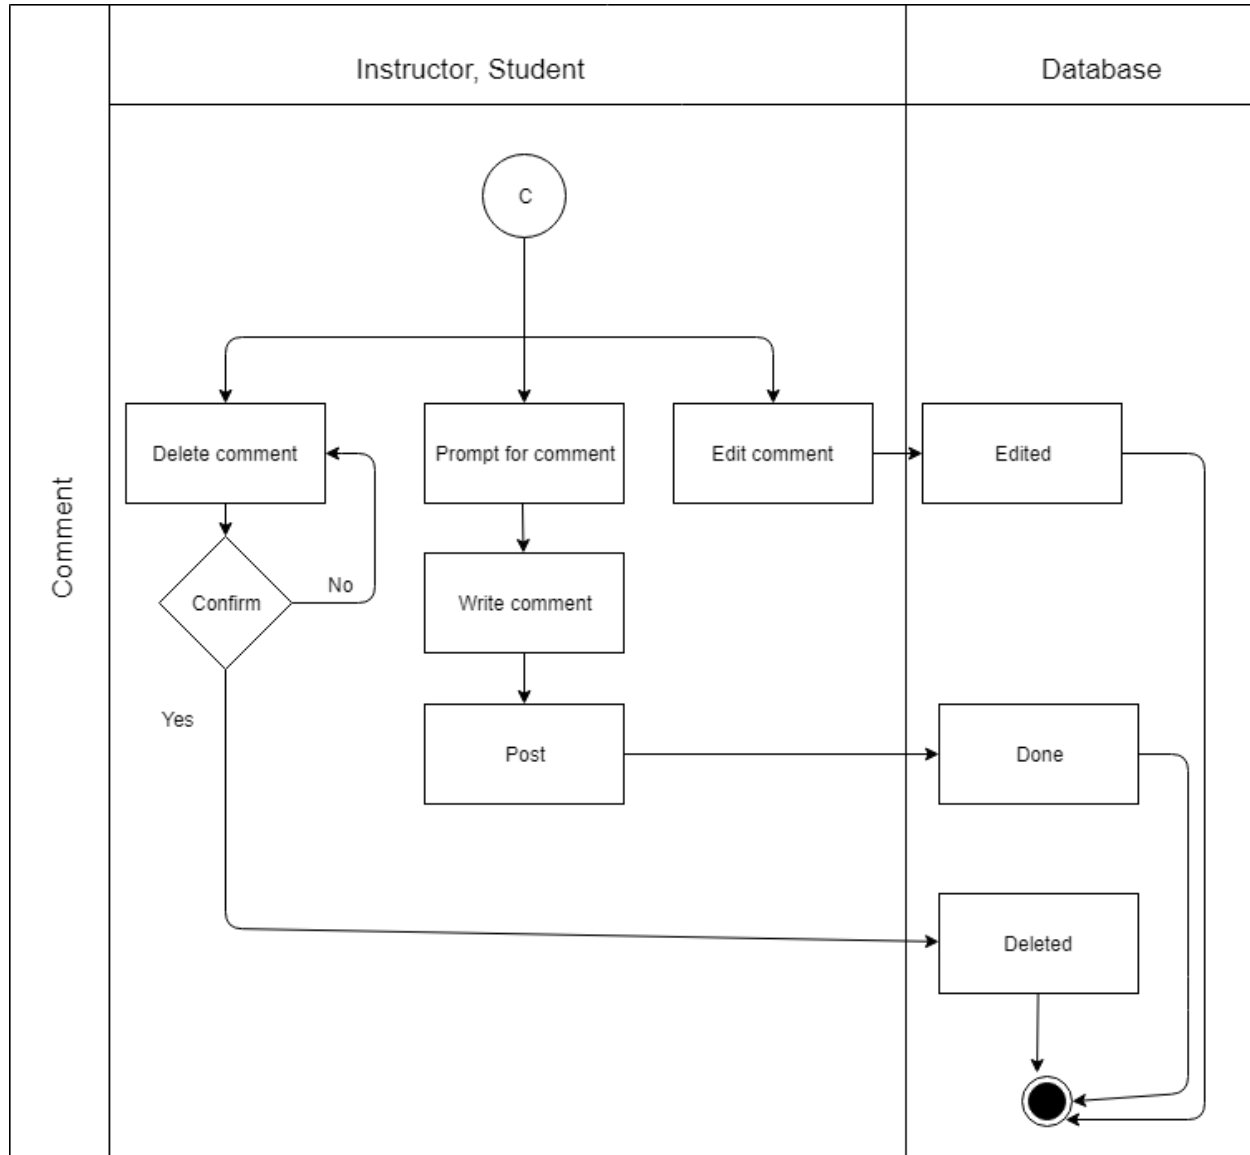 Instructor, Student
Database
Comment
C
Delete comment
Prompt for comment
Edit comment
Edited
Confirm
No
Write comment
Yes
Post
Done
Deleted